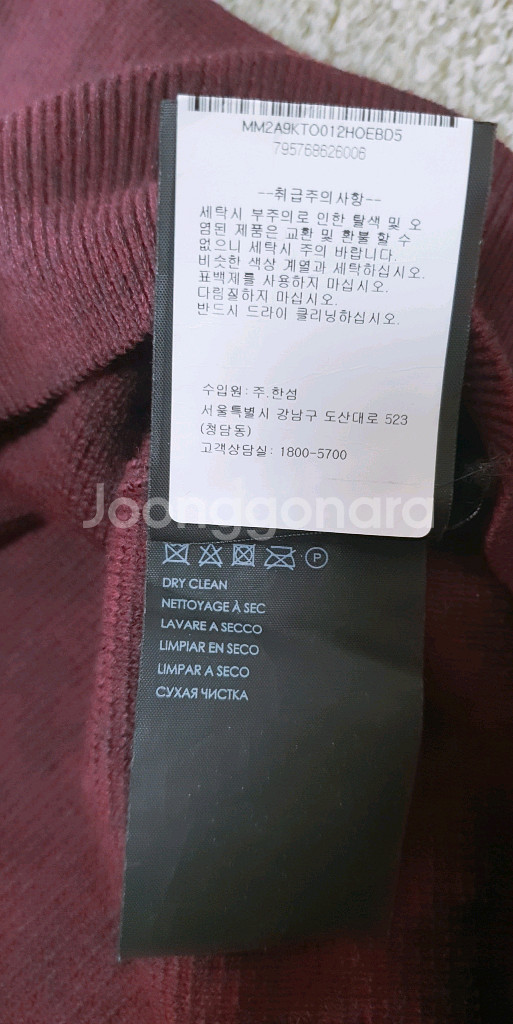 MM2A9KTO012HOEBD5
795768626006
--취급주의사항--
세탁시 부주의로 인한 탈색 및 오
염된 제품은 교환 및 환불 할 수
없으니 세탁시 주의 바랍니다.
비슷한 색상 계열과 세탁하십시오.
표백제를 사용하지 마십시오.
다림질하지 마십시오.
반드시 드라이 클리닝하십시오.
수입원: 주.한섬
서울특별시 강남구 도산대로 523
(청담동)
고객상담실: 1800-5700
Joonggonara
P
DRY CLEAN
NETTOYAGE À SEC
LAVARE A SECCO
LIMPIAR EN SECO
LIMPAR A SECO
СУХАЯ ЧИСТКА